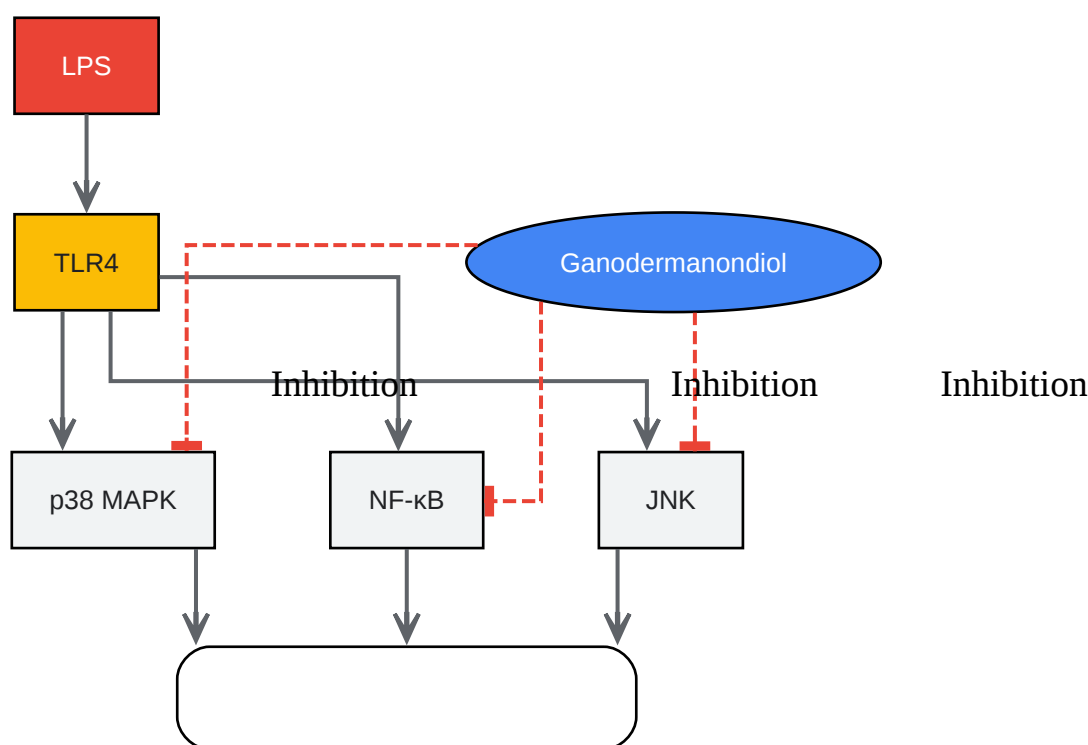 LPS
TLR4
Ganodermanondiol
Inhibition
Inhibition
Inhibition
p38 MAPK
NF-κB
JNK